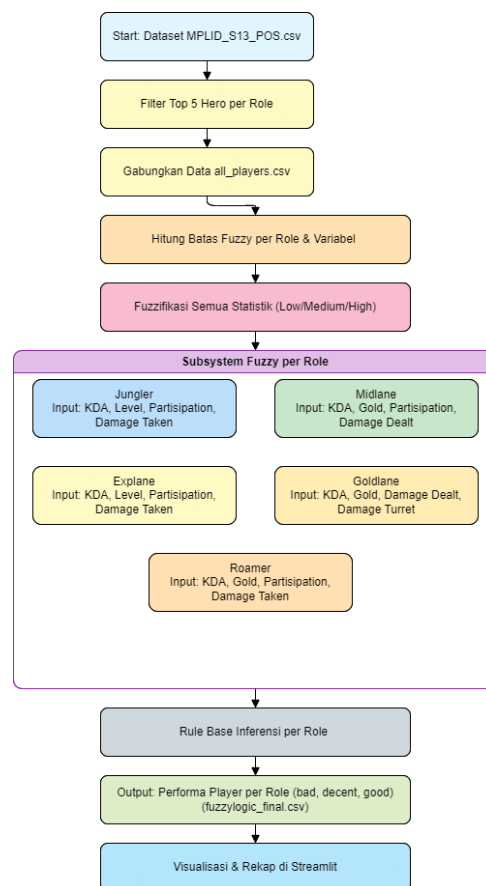 Start: Dataset MPLID_S13_POS.csv
Filter Top 5 Hero per Role
Gabungkan Data all_players.csv
Hitung Batas Fuzzy per Role & Variabel
Fuzzifikasi Semua Statistik (Low/Medium/High)
Subsystem Fuzzy per Role
Jungler
Input: KDA, Level, Partisipation,
Damage Taken
Midlane
Input: KDA, Gold, Partisipation,
Damage Dealt
Explane
Input: KDA, Level, Partisipation,
Damage Taken
Goldlane
Input: KDA, Gold, Damage Dealt,
Damage Turret
Roamer
Input: KDA, Gold, Partisipation,
Damage Taken
Rule Base Inferensi per Role
Output: Performa Player per Role (bad, decent, good)
(fuzzylogic_final.csv)
Visualisasi & Rekap di Streamlit